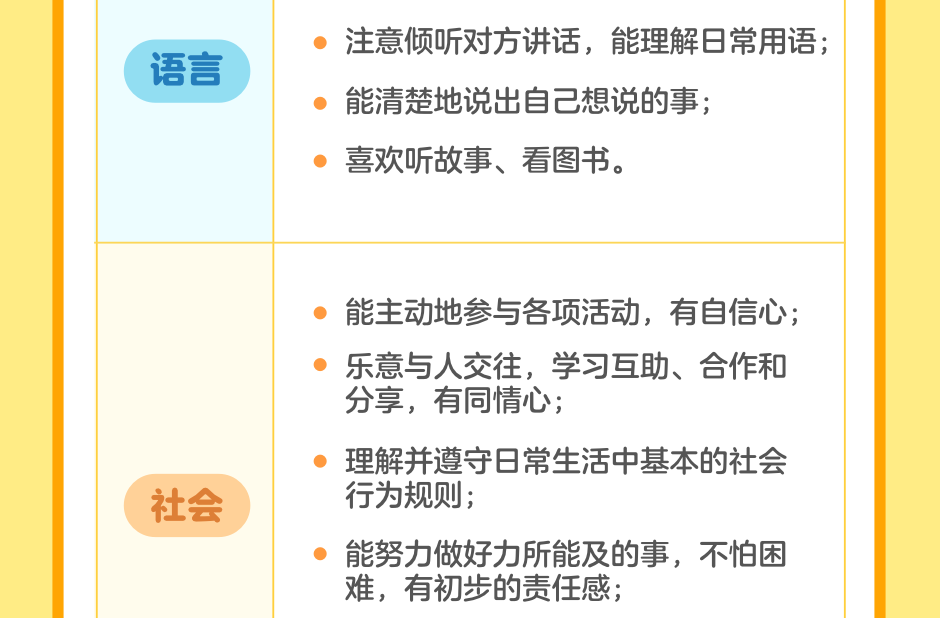 语言
注意倾听对方讲话，能理解日常用语；
能清楚地说出自己想说的事；
喜欢听故事、看图书。
社会
能主动地参与各项活动，有自信心；
乐意与人交往，学习互助、合作和
分享，有同情心；
理解并遵守日常生活中基本的社会
行为规则；
能努力做好力所能及的事，不怕困
难，有初步的责任感；